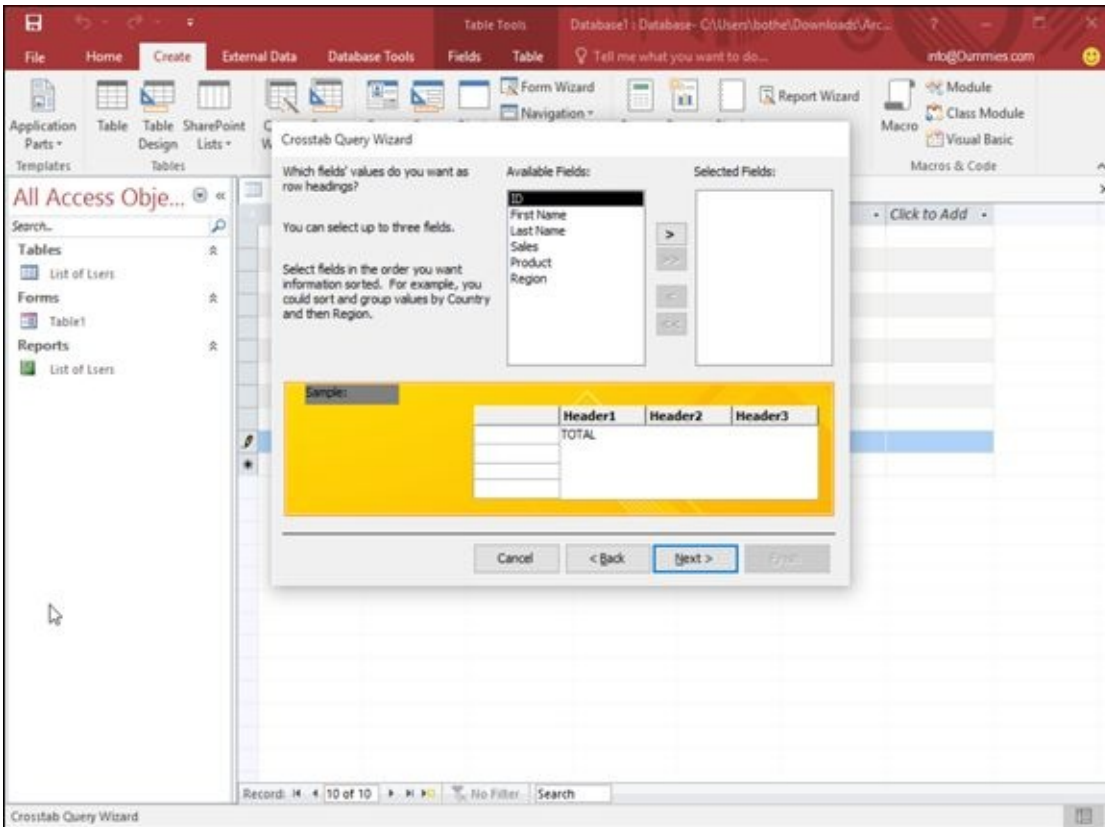 Table Tools
Database1 : Database- C:\Users\bothe\Downloads\Arc...
?
File
Home
Create
External Data
Database Tools
Fields
Table
Tell me what you want to do...
info@Dummies.com
Application
Parts
Templates
Table
Table
Design
SharePoint
Lists
Tables
Form Wizard
Navigation
Report Wizard
Macro
Module
Class Module
Visual Basic
Macros & Code
All Access Obje...
Search...
Tables
List of Users
Forms
Table1
Reports
List of Users
Click to Add
Crosstab Query Wizard
Which fields' values do you want as
row headings?
You can select up to three fields.
Select fields in the order you want
information sorted. For example, you
could sort and group values by Country
and then Region.
Available Fields:
ID
First Name
Last Name
Sales
Product
Region
>
>>
<
<<
Selected Fields:
Sample:
Header1 Header2 Header3
TOTAL
Cancel
< Back
Next >
Finish
Record: 10 of 10
No Filter
Search
Crosstab Query Wizard